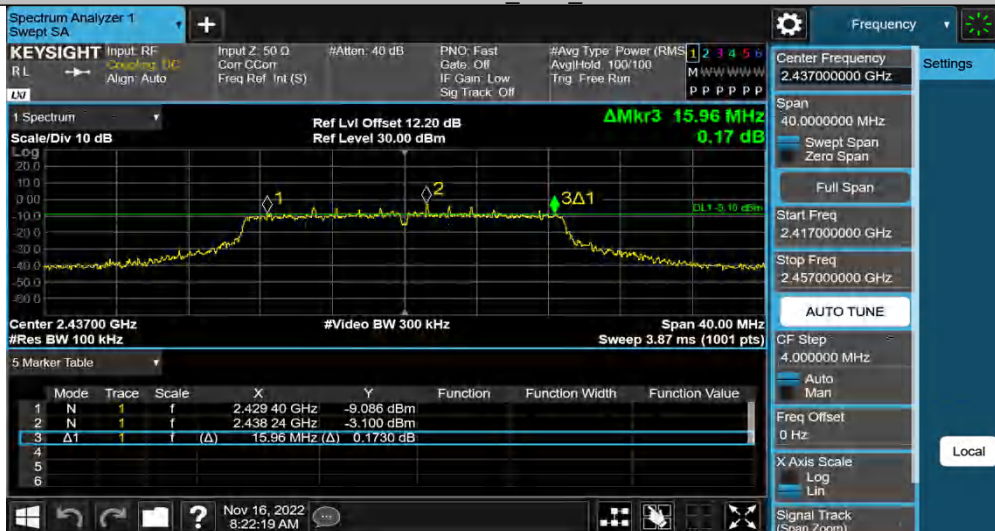 Spectrum Analyzer 1
Swept SA
+
Frequency
KEYSIGHT
RL
LXI
Input: RF
Coupling: DC
Align: Auto
Input Z: 50 Ω
Corr CCorr
Freq Ref: Int (S)
#Atten: 40 dB
PNO: Fast
Gate: Off
IF Gain: Low
Sig Track: Off
#Avg Type: Power (RMS
Avg|Hold: 100/100
Trig: Free Run
1 2 3 4 5 6
M W W W W W
P P P P P P
1 Spectrum
Scale/Div 10 dB
Ref Lvl Offset 12.20 dB
Ref Level 30.00 dBm
ΔMkr3 15.96 MHz
0.17 dB
Log
20.0
10.0
0.00
-10.0
-20.0
-30.0
-40.0
-50.0
-60.0
1
2
3Δ1
DL1 -9.10 dBm
Center 2.43700 GHz
#Video BW 300 kHz
Span 40.00 MHz
#Res BW 100 kHz
Sweep 3.87 ms (1001 pts)
5 Marker Table
Mode Trace Scale X Y Function Function Width Function Value
1 N 1 f 2.429 40 GHz -9.086 dBm
2 N 1 f 2.438 24 GHz -3.100 dBm
3 Δ1 1 f (Δ) 15.96 MHz (Δ) 0.1730 dB
4
5
6
?
Nov 16, 2022
8:22:19 AM
Center Frequency
2.437000000 GHz
Settings
Span
40.0000000 MHz
Swept Span
Zero Span
Full Span
Start Freq
2.417000000 GHz
Stop Freq
2.457000000 GHz
AUTO TUNE
CF Step
4.000000 MHz
Auto
Man
Freq Offset
0 Hz
X Axis Scale
Log
Lin
Local
Signal Track
(Span Zoom)